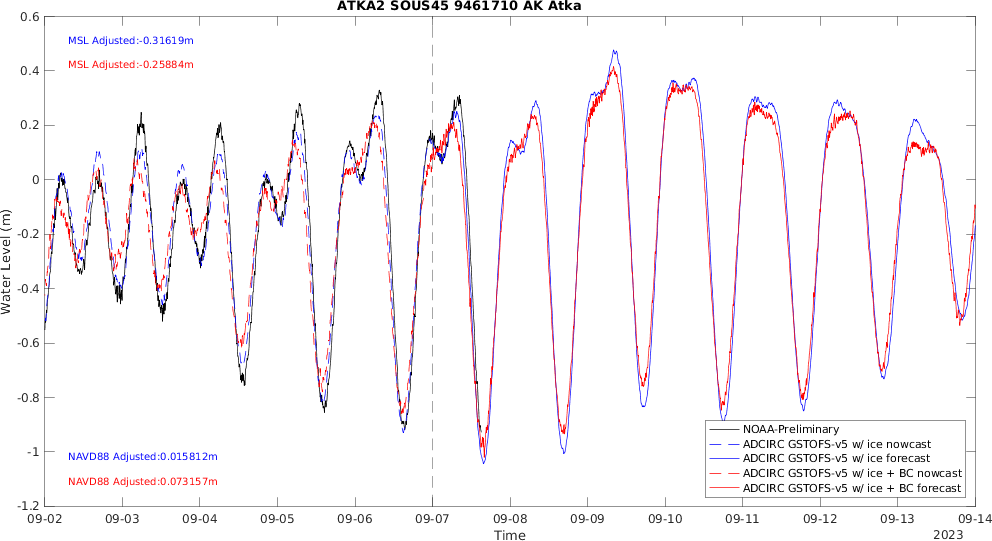 ATKA2 SOUS45 9461710 AK Atka
MSL Adjusted:-0.31619m
MSL Adjusted:-0.25884m
0.6
0.4
0.2
0
-0.2
-0.4
-0.6
-0.8
-1
-1.2
Water Level (m)
NAVD88 Adjusted:0.015812m
NAVD88 Adjusted:0.073157m
NOAA-Preliminary
ADCIRC GSTOFS-v5 w/ ice nowcast
ADCIRC GSTOFS-v5 w/ ice forecast
ADCIRC GSTOFS-v5 w/ ice + BC nowcast
ADCIRC GSTOFS-v5 w/ ice + BC forecast
09-02 09-03 09-04 09-05 09-06 09-07 09-08 09-09 09-10 09-11 09-12 09-13 09-14
Time
2023